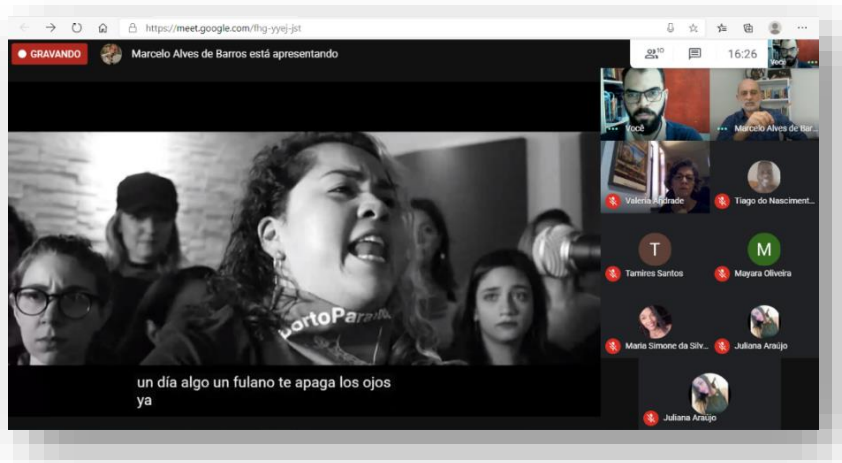 https://meet.google.com/fhg-yyej-jst
GRAVANDO
Marcelo Alves de Barros está apresentando
10
16:26
Você
Você
Marcelo Alves de Bar...
Valeria Andrade
Tiago do Nasciment...
T
M
Tamires Santos
Mayara Oliveira
Maria Simone da Silv...
Juliana Araújo
Juliana Araújo
ortoPara
un día algo un fulano te apaga los ojos
ya